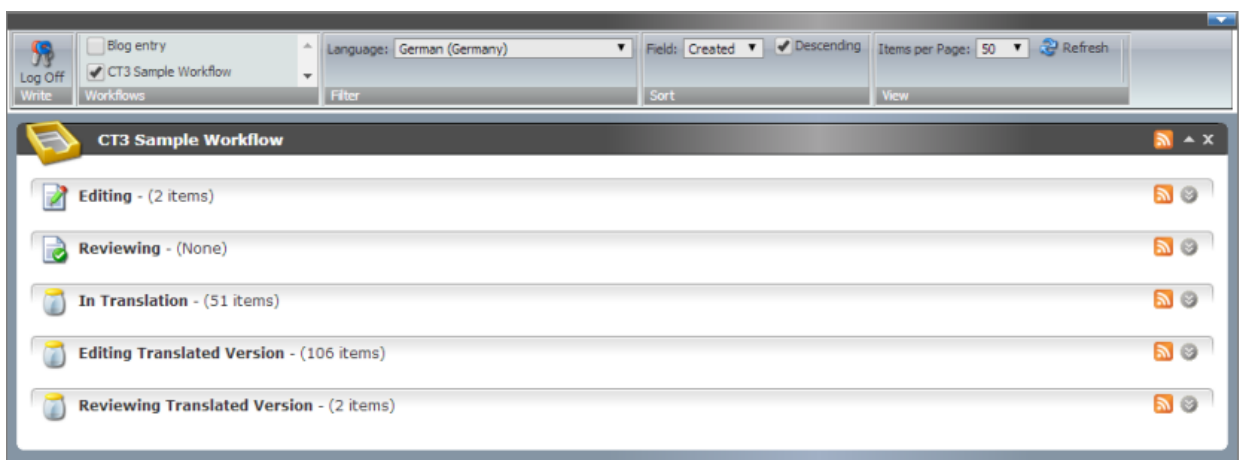 Blog entry
CT3 Sample Workflow
Log Off
Write
Workflows
Language: German (Germany)
Filter
Field: Created
Descending
Sort
Items per Page: 50
Refresh
View
CT3 Sample Workflow
X
Editing - (2 items)
Reviewing - (None)
In Translation - (51 items)
Editing Translated Version - (106 items)
Reviewing Translated Version - (2 items)